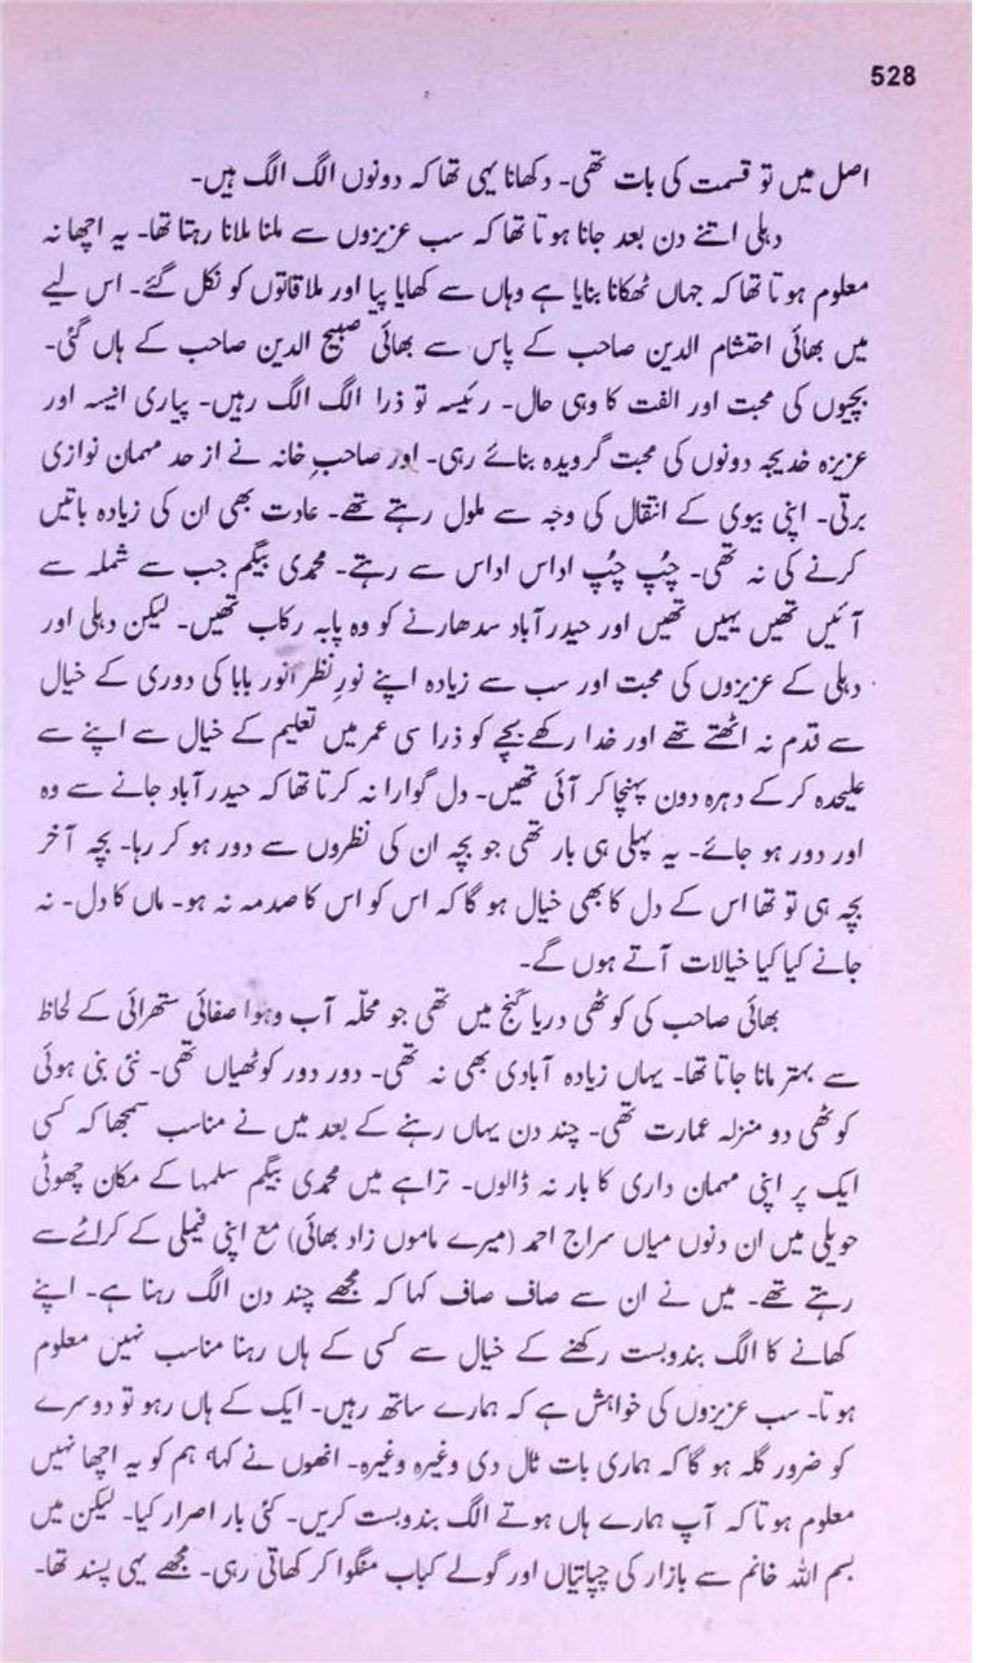 528
اصل میں تو قسمت کی بات تھی۔ دکھانا یہی تھا کہ دونوں الگ الگ ہیں۔
دہلی اتنے دن بعد جانا ہوتا تھا کہ سب عزیزوں سے ملنا ملانا رہتا تھا۔ یہ اچھا نہ
معلوم ہوتا تھا کہ جہاں ٹھکانا بنایا ہے وہاں سے کھایا پیا اور ملاقاتوں کو نکل گئے۔ اس لیے
میں بھائی احتشام الدین صاحب کے پاس سے بھائی صبیح الدین صاحب کے ہاں گئی۔
بچیوں کی محبت اور الفت کا وہی حال۔ رئیسہ تو ذرا الگ الگ رہیں۔ پیاری انیسہ اور
عزیزہ خدیجہ دونوں کی محبت گرویدہ بنائے رہی۔ اور صاحبِ خانہ نے از حد مہمان نوازی
برتی۔ اپنی بیوی کے انتقال کی وجہ سے ملول رہتے تھے۔ عادت بھی ان کی زیادہ باتیں
کرنے کی نہ تھی۔ چُپ چُپ اداس اداس سے رہتے۔ محمدی بیگم جب سے شملہ سے
آئیں تھیں یہیں تھیں اور حیدر آباد سدھارنے کو وہ پابہ رکاب تھیں۔ لیکن دہلی اور
دہلی کے عزیزوں کی محبت اور سب سے زیادہ اپنے نورِ نظر انور بابا کی دوری کے خیال
سے قدم نہ اٹھتے تھے اور خدا رکھے بچے کو ذرا سی عمر میں تعلیم کے خیال سے اپنے سے
علیحدہ کر کے دہرہ دون پہنچا کر آئی تھیں۔ دل گوارا نہ کرتا تھا کہ حیدر آباد جانے سے وہ
اور دور ہو جائے۔ یہ پہلی ہی بار تھی جو بچہ ان کی نظروں سے دور ہو کر رہا۔ بچہ آخر
بچہ ہی تو تھا اس کے دل کا بھی خیال ہو گا کہ اس کو اس کا صدمہ نہ ہو۔ ماں کا دل۔ نہ
جانے کیا کیا خیالات آتے ہوں گے۔
بھائی صاحب کی کوٹھی دریا گنج میں تھی جو محلّہ آب وہوا صفائی ستھرائی کے لحاظ
سے بہتر مانا جاتا تھا۔ یہاں زیادہ آبادی بھی نہ تھی۔ دور دور کوٹھیاں تھی۔ نئی بنی ہوئی
کوٹھی دو منزلہ عمارت تھی۔ چند دن یہاں رہنے کے بعد میں نے مناسب سمجھا کہ کسی
ایک پر اپنی مہمان داری کا بار نہ ڈالوں۔ تراہے میں محمدی بیگم سلمہا کے مکان چھوٹی
حویلی میں ان دنوں میاں سراج احمد (میرے ماموں زاد بھائی) مع اپنی فیملی کے کرائے سے
رہتے تھے۔ میں نے ان سے صاف صاف کہا کہ مجھے چند دن الگ رہنا ہے۔ اپنے
کھانے کا الگ بندوبست رکھنے کے خیال سے کسی کے ہاں رہنا مناسب نہیں معلوم
ہوتا۔ سب عزیزوں کی خواہش ہے کہ ہمارے ساتھ رہیں۔ ایک کے ہاں رہو تو دوسرے
کو ضرور گلہ ہو گا کہ ہماری بات ٹال دی وغیرہ وغیرہ۔ انھوں نے کہا، ہم کو یہ اچھا نہیں
معلوم ہوتا کہ آپ ہمارے ہاں ہوتے الگ بندوبست کریں۔ کئی بار اصرار کیا۔ لیکن میں
بسم اللہ خانم سے بازار کی چپاتیاں اور گولے کباب منگوا کر کھاتی رہی۔ مجھے یہی پسند تھا۔